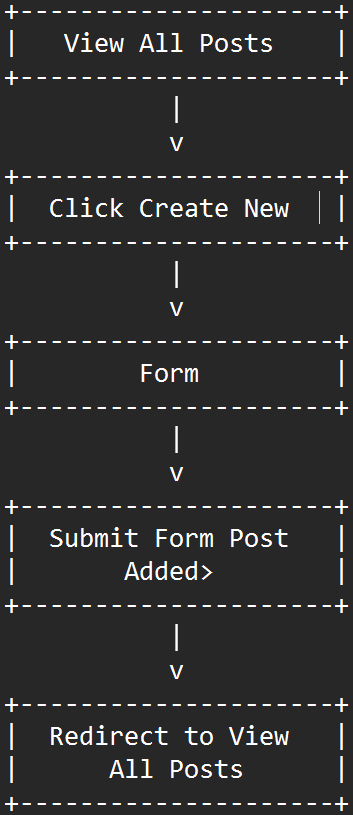 +---------------------+
|   View All Posts    |
+---------------------+
           |
           v
+---------------------+
|  Click Create New   |
+---------------------+
           |
           v
+---------------------+
|        Form         |
+---------------------+
           |
           v
+---------------------+
|  Submit Form Post   |
|       Added>        |
+---------------------+
           |
           v
+---------------------+
|  Redirect to View   |
|      All Posts      |
+---------------------+